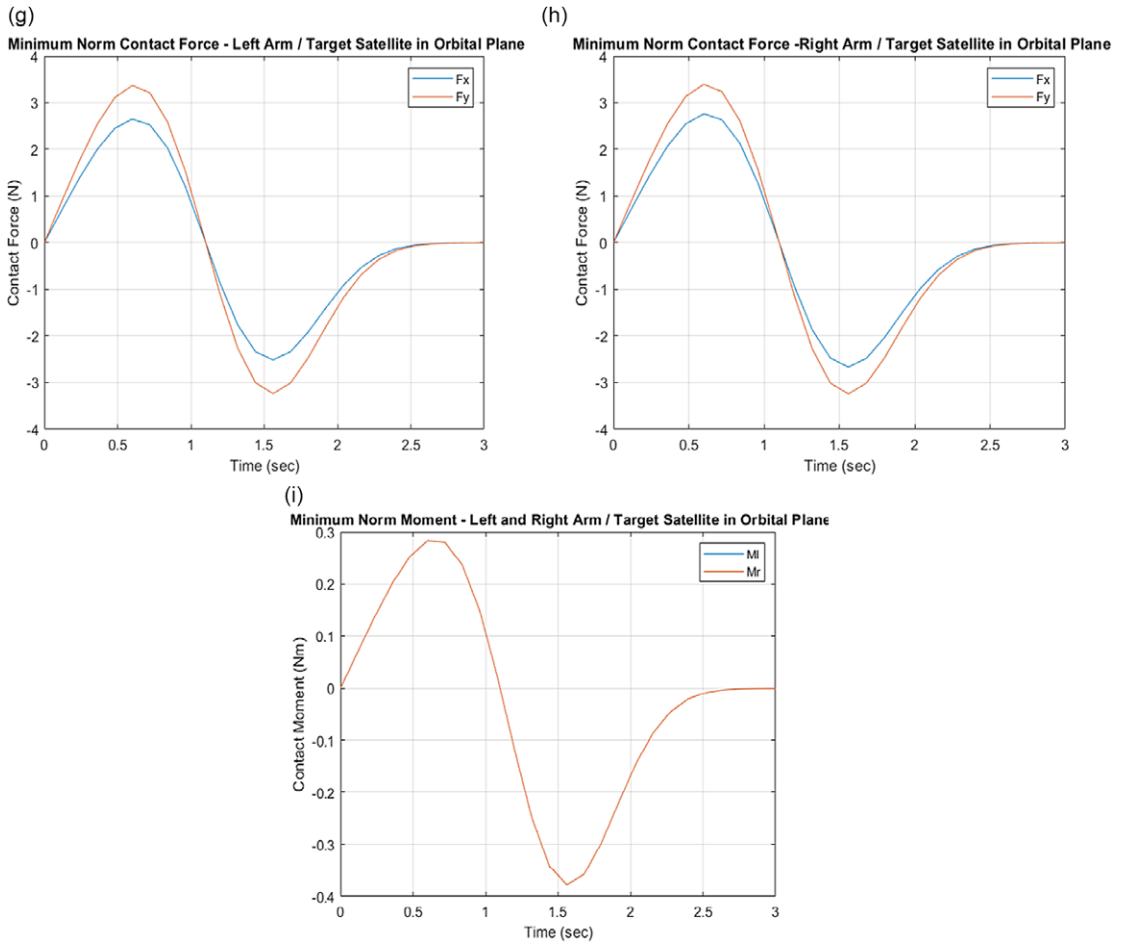 (g)
Minimum Norm Contact Force - Left Arm / Target Satellite in Orbital Plane
4
3
2
1
0
-1
-2
-3
-4
Contact Force (N)
Fx
Fy
0 0.5 1 1.5 2 2.5 3
Time (sec)
(h)
Minimum Norm Contact Force -Right Arm / Target Satellite in Orbital Plane
4
3
2
1
0
-1
-2
-3
-4
Contact Force (N)
Fx
Fy
0 0.5 1 1.5 2 2.5 3
Time (sec)
(i)
Minimum Norm Moment - Left and Right Arm / Target Satellite in Orbital Plane
0.3
0.2
0.1
0
-0.1
-0.2
-0.3
-0.4
Contact Moment (Nm)
Ml
Mr
0 0.5 1 1.5 2 2.5 3
Time (sec)